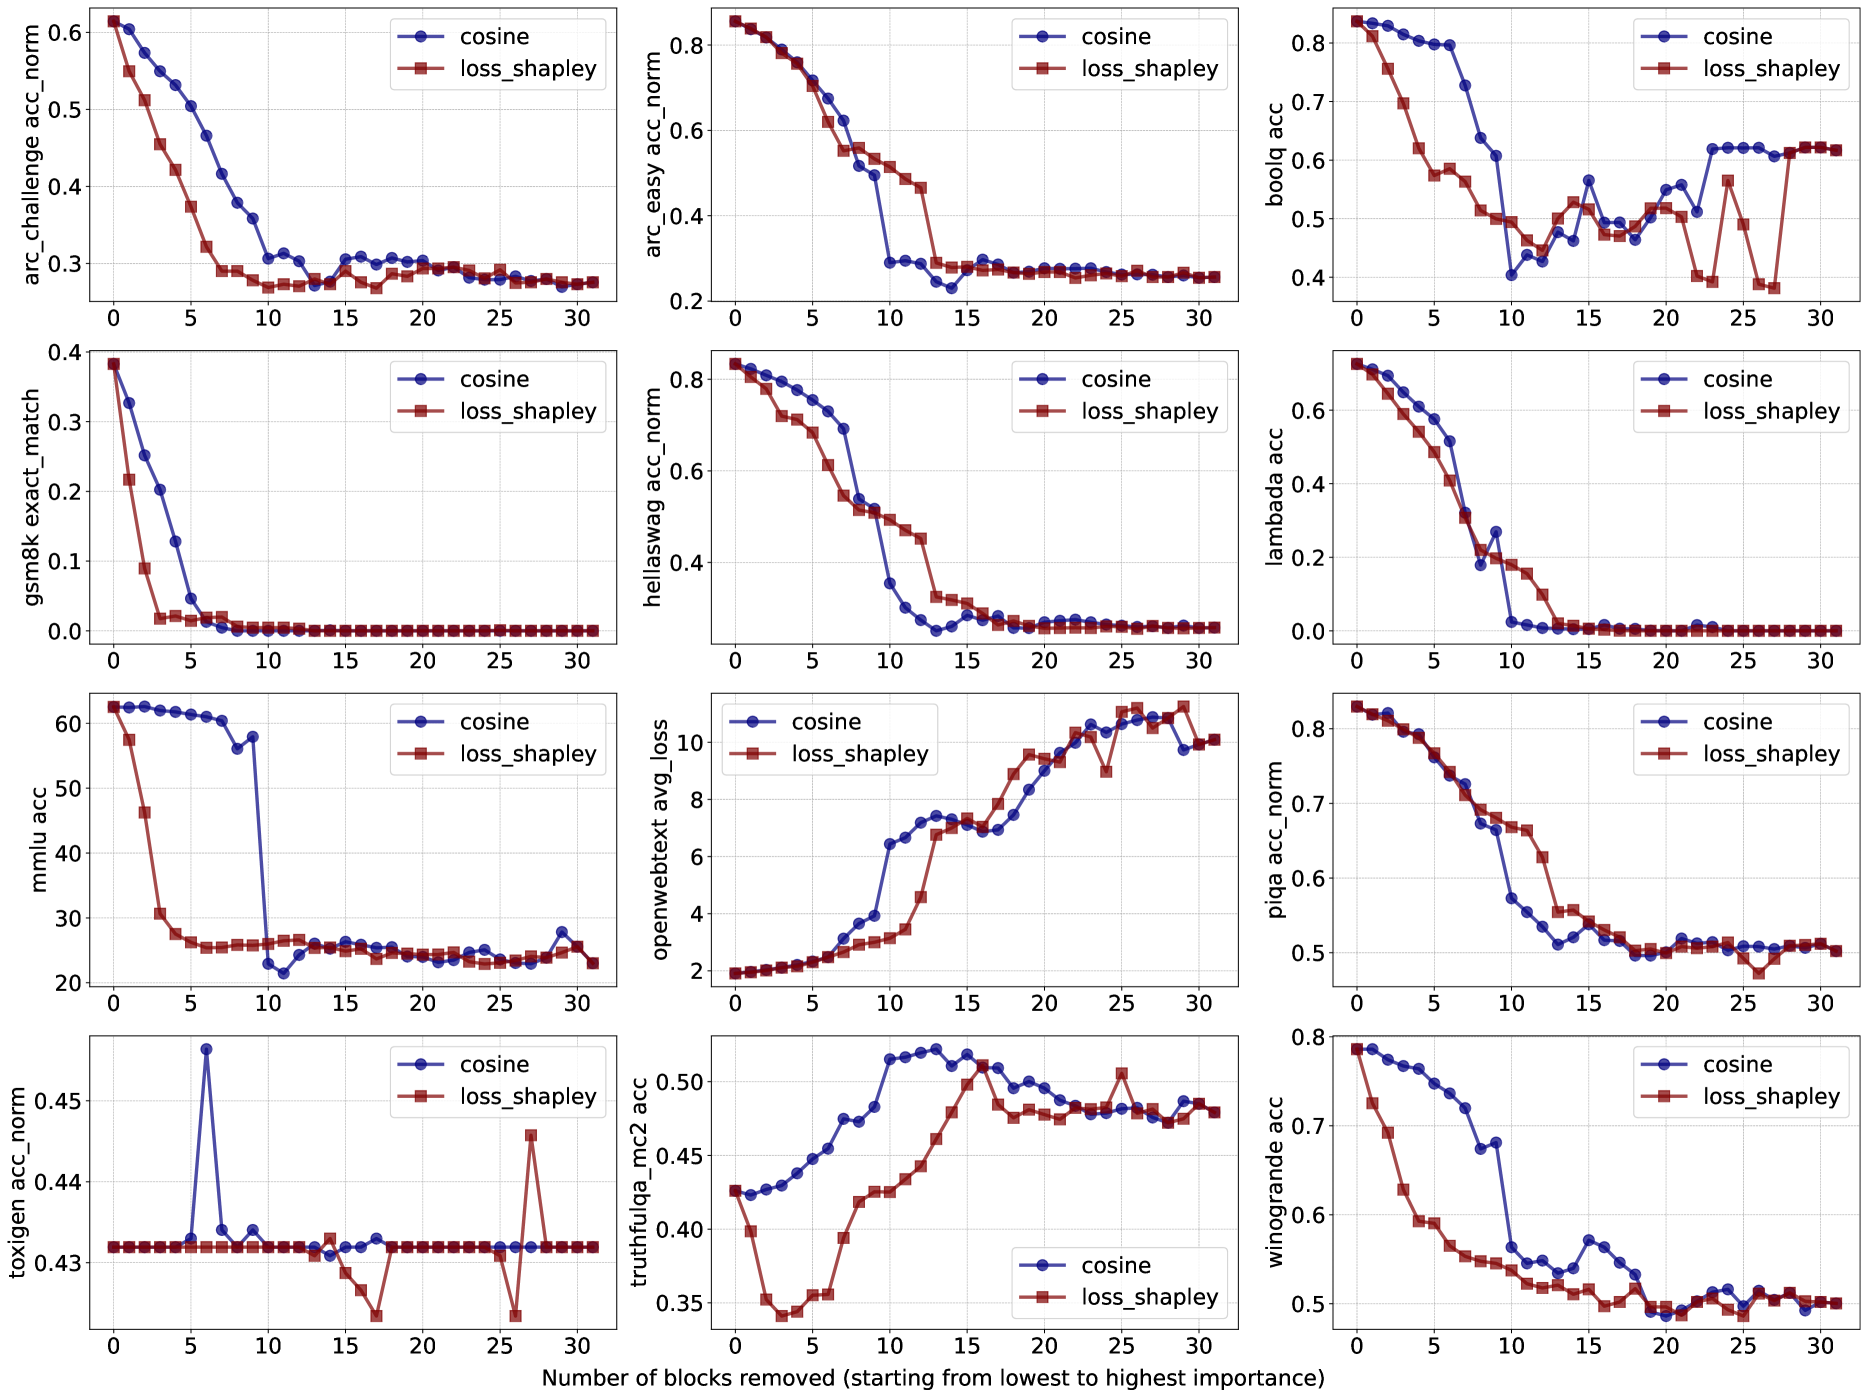 arc_challenge acc_norm
0.6
0.5
0.4
0.3
0 5 10 15 20 25 30
cosine
loss_shapley
arc_easy acc_norm
0.8
0.6
0.4
0.2
0 5 10 15 20 25 30
cosine
loss_shapley
boolq acc
0.8
0.7
0.6
0.5
0.4
0 5 10 15 20 25 30
cosine
loss_shapley
gsm8k exact_match
0.4
0.3
0.2
0.1
0.0
0 5 10 15 20 25 30
cosine
loss_shapley
hellaswag acc_norm
0.8
0.6
0.4
0 5 10 15 20 25 30
cosine
loss_shapley
lambada acc
0.6
0.4
0.2
0.0
0 5 10 15 20 25 30
cosine
loss_shapley
mmlu acc
60
50
40
30
20
0 5 10 15 20 25 30
cosine
loss_shapley
openwebtext avg_loss
10
8
6
4
2
0 5 10 15 20 25 30
cosine
loss_shapley
piqa acc_norm
0.8
0.7
0.6
0.5
0 5 10 15 20 25 30
cosine
loss_shapley
toxigen acc_norm
0.45
0.44
0.43
0 5 10 15 20 25 30
cosine
loss_shapley
truthfulqa_mc2 acc
0.50
0.45
0.40
0.35
0 5 10 15 20 25 30
cosine
loss_shapley
winogrande acc
0.8
0.7
0.6
0.5
0 5 10 15 20 25 30
cosine
loss_shapley
Number of blocks removed (starting from lowest to highest importance)